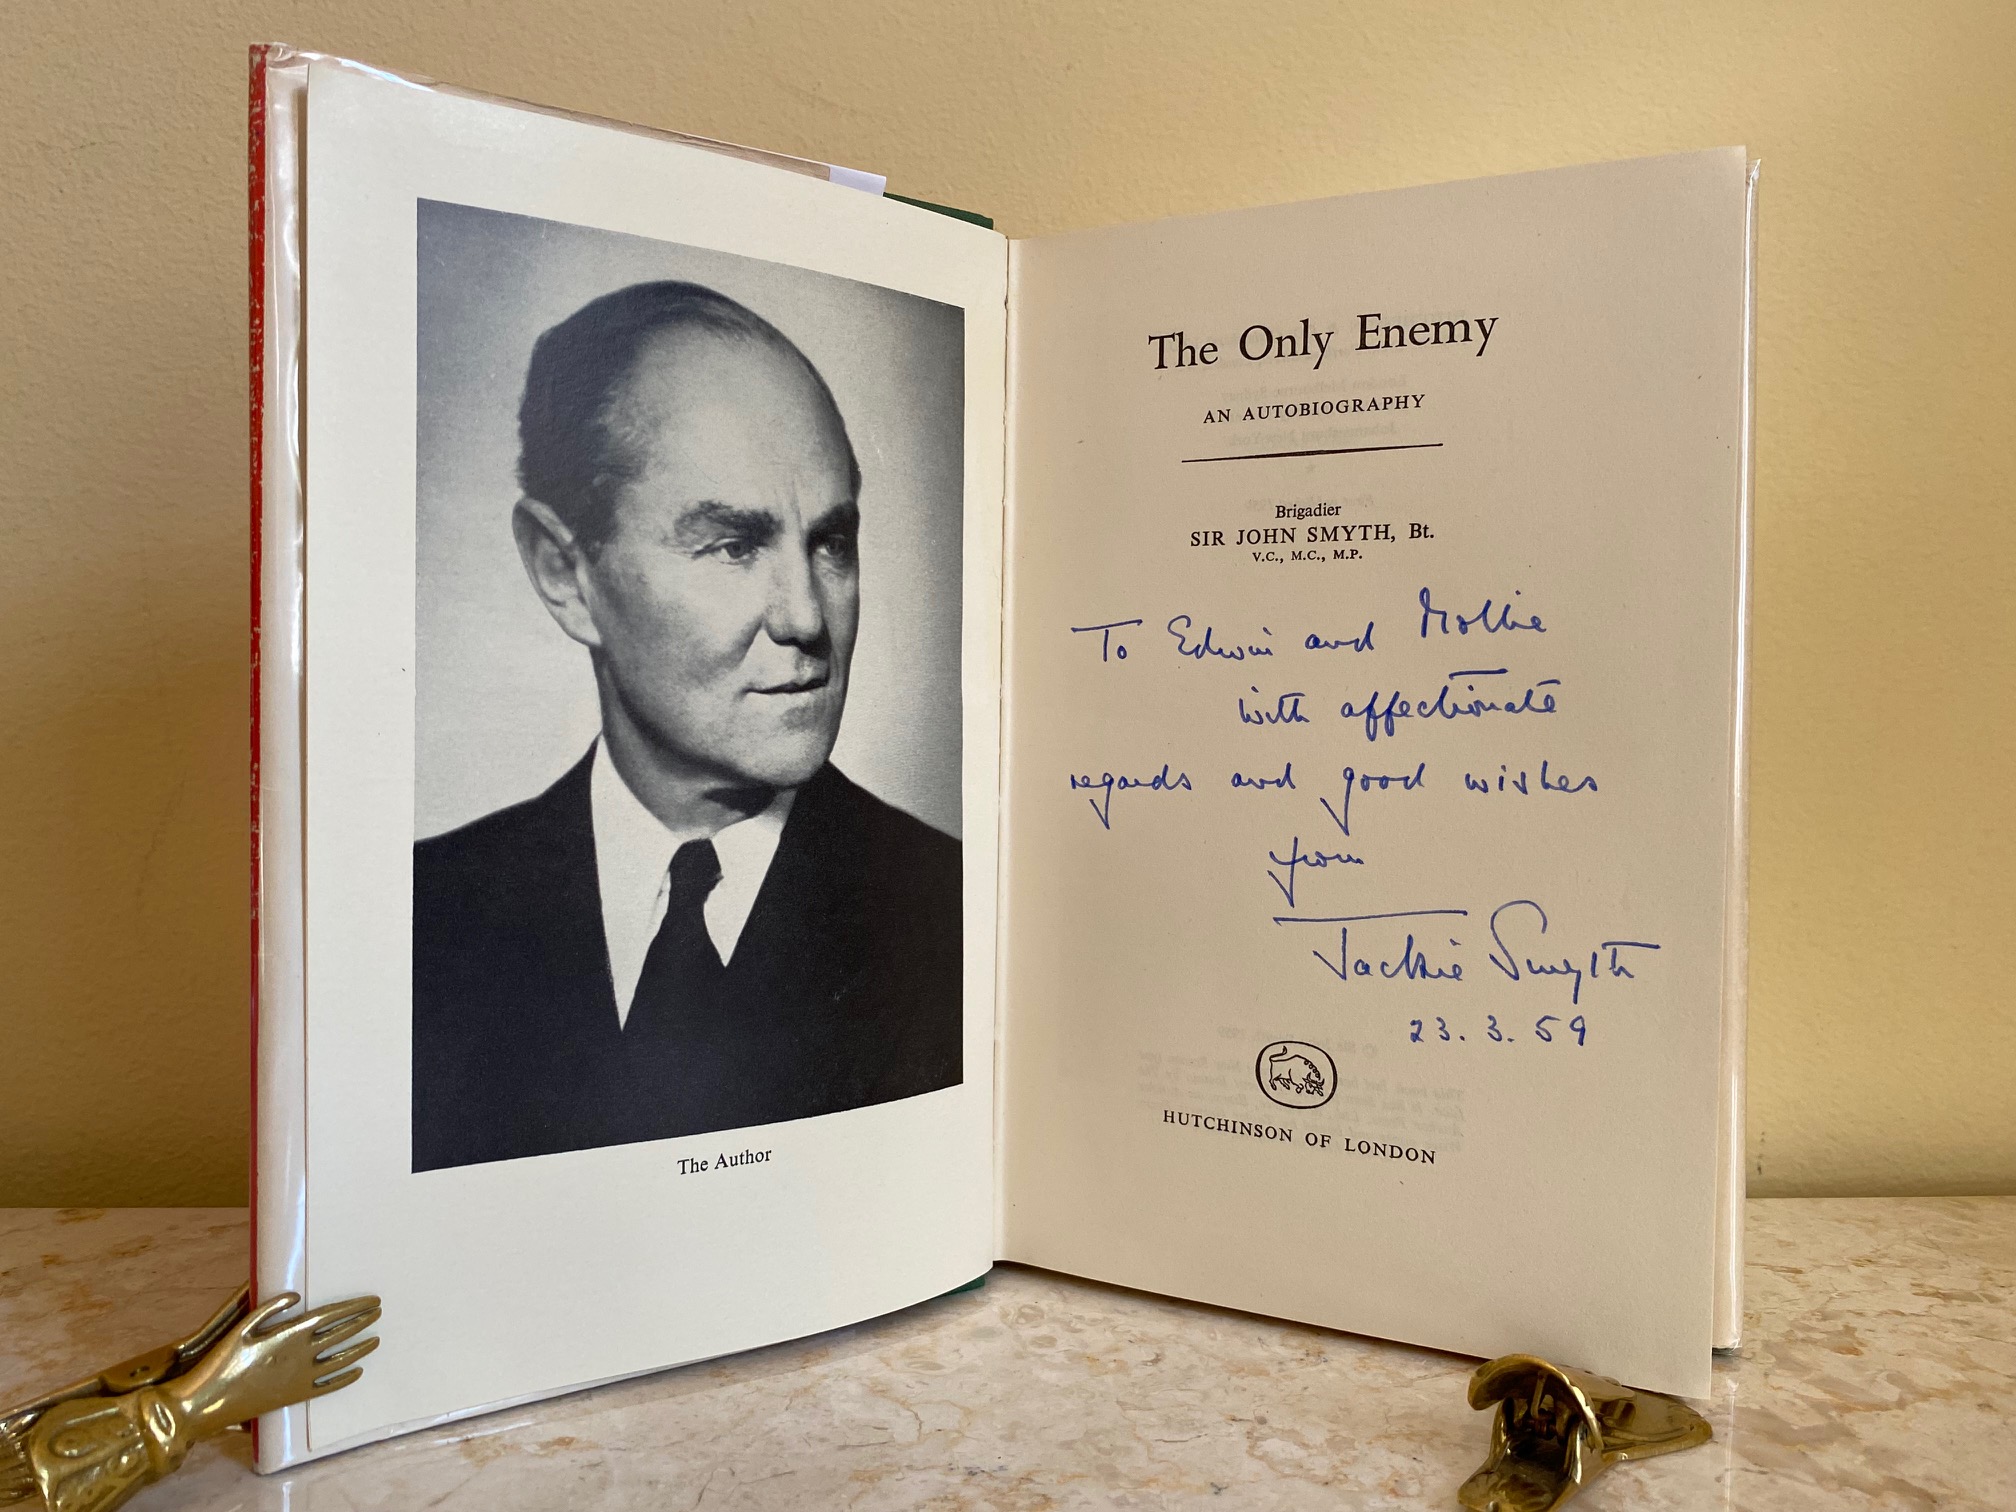 The Author
The Only Enemy
AN AUTOBIOGRAPHY
Brigadier
SIR JOHN SMYTH, Bt.
V.C., M.C., M.P.
To Edwin and Mollie
with affectionate
regards and good wishes
from
Jackie Smyth
23.3.59
HUTCHINSON OF LONDON